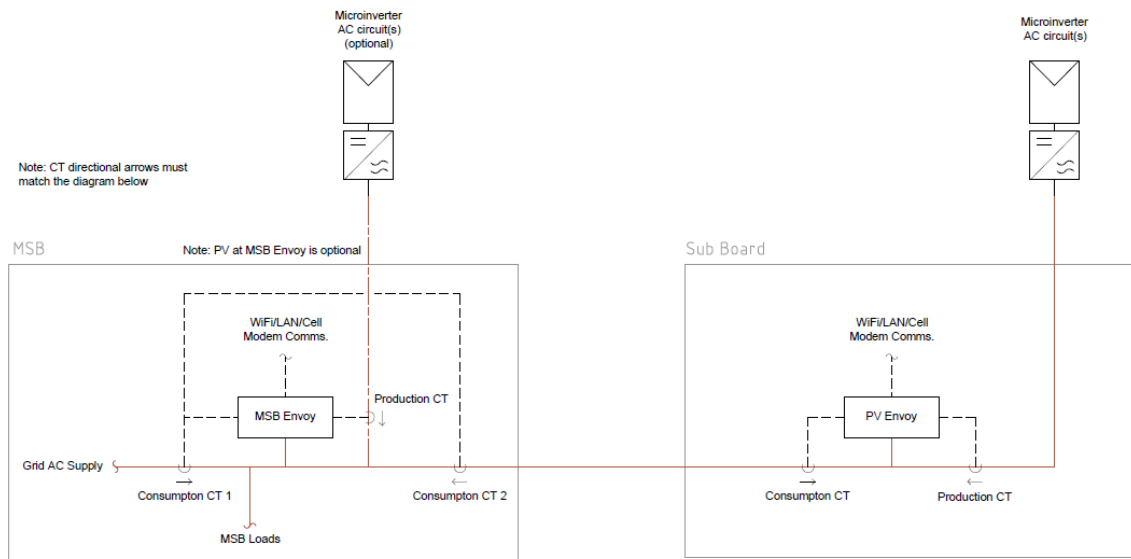 Microinverter
AC circuit(s)
(optional)
Microinverter
AC circuit(s)
Note: CT directional arrows must
match the diagram below
MSB
Note: PV at MSB Envoy is optional
Sub Board
WiFi/LAN/Cell
Modem Comms.
WiFi/LAN/Cell
Modem Comms.
Production CT
MSB Envoy
PV Envoy
Grid AC Supply
Consumpton CT 1
Consumpton CT 2
Consumpton CT
Production CT
MSB Loads